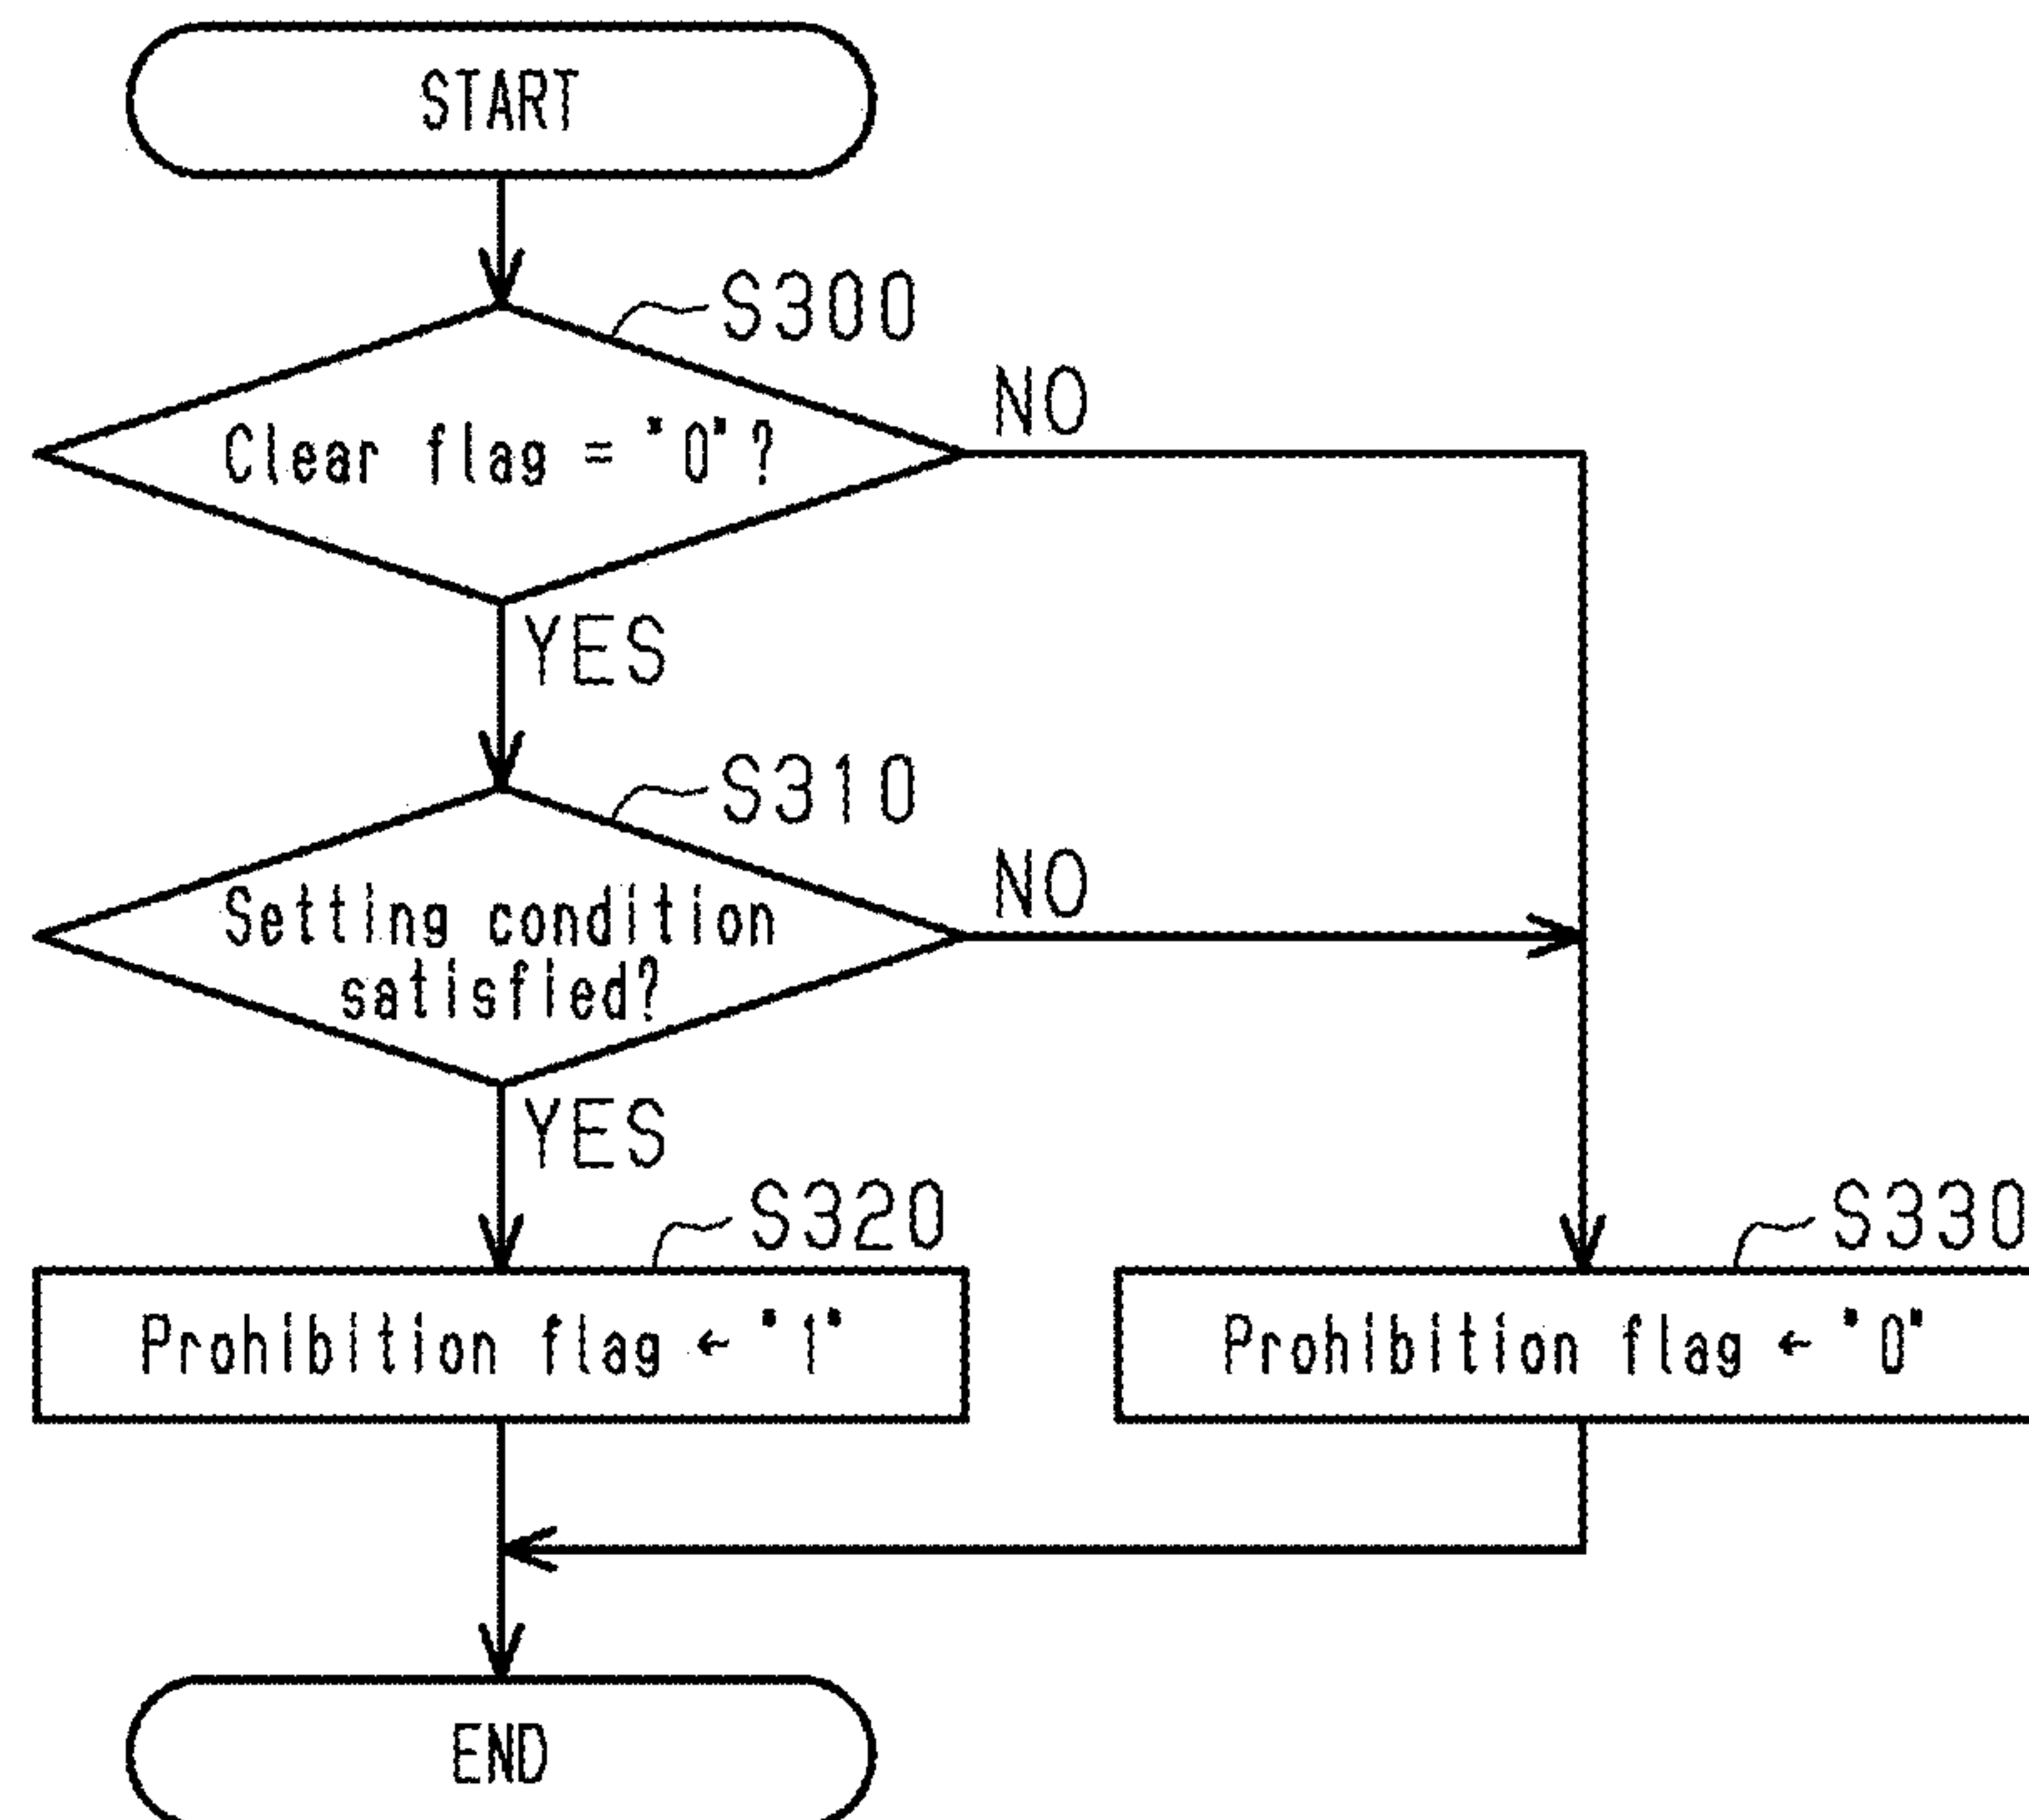 START
S300
NO
Clear flag = "0"?
YES
S310
NO
Setting condition
satisfied?
YES
S320
S330
Prohibition flag ← "1"
Prohibition flag ← "0"
END